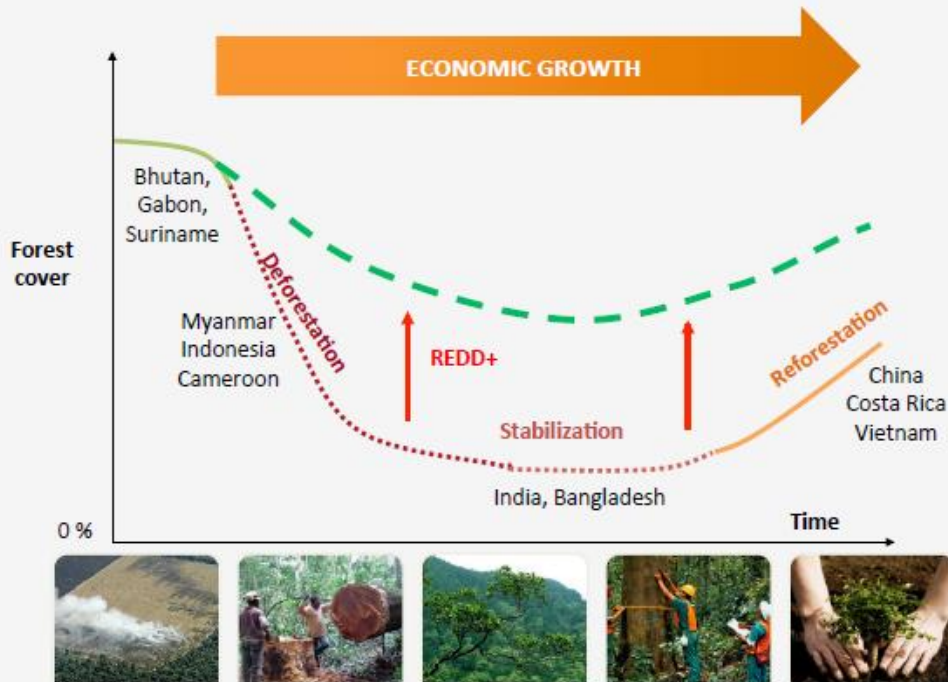 ECONOMIC GROWTH
Forest
cover
Bhutan,
Gabon,
Suriname
Deforestation
Myanmar
Indonesia
Cameroon
REDD+
Stabilization
India, Bangladesh
Reforestation
China
Costa Rica
Vietnam
0 %
Time